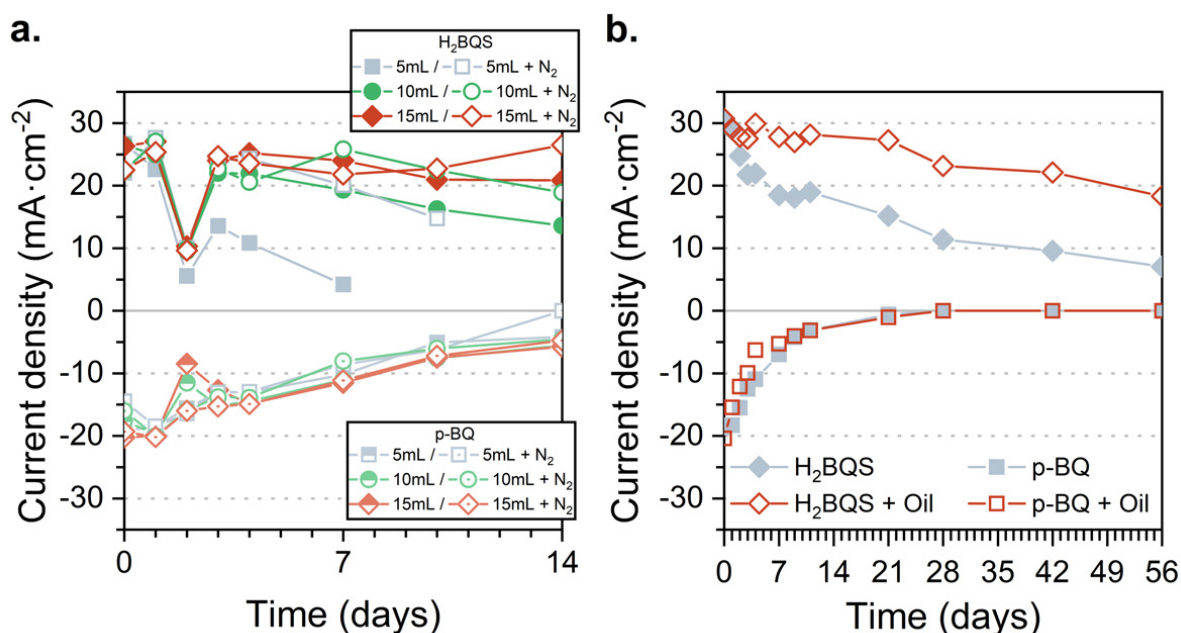 a.
H₂BQS
5mL / 5mL + N₂
10mL / 10mL + N₂
15mL / 15mL + N₂
Current density (mA·cm⁻²)
30
20
10
0
-10
-20
-30
p-BQ
5mL / 5mL + N₂
10mL / 10mL + N₂
15mL / 15mL + N₂
0 7 14
Time (days)
b.
Current density (mA·cm⁻²)
30
20
10
0
-10
-20
-30
H₂BQS p-BQ
H₂BQS + Oil p-BQ + Oil
0 7 14 21 28 35 42 49 56
Time (days)